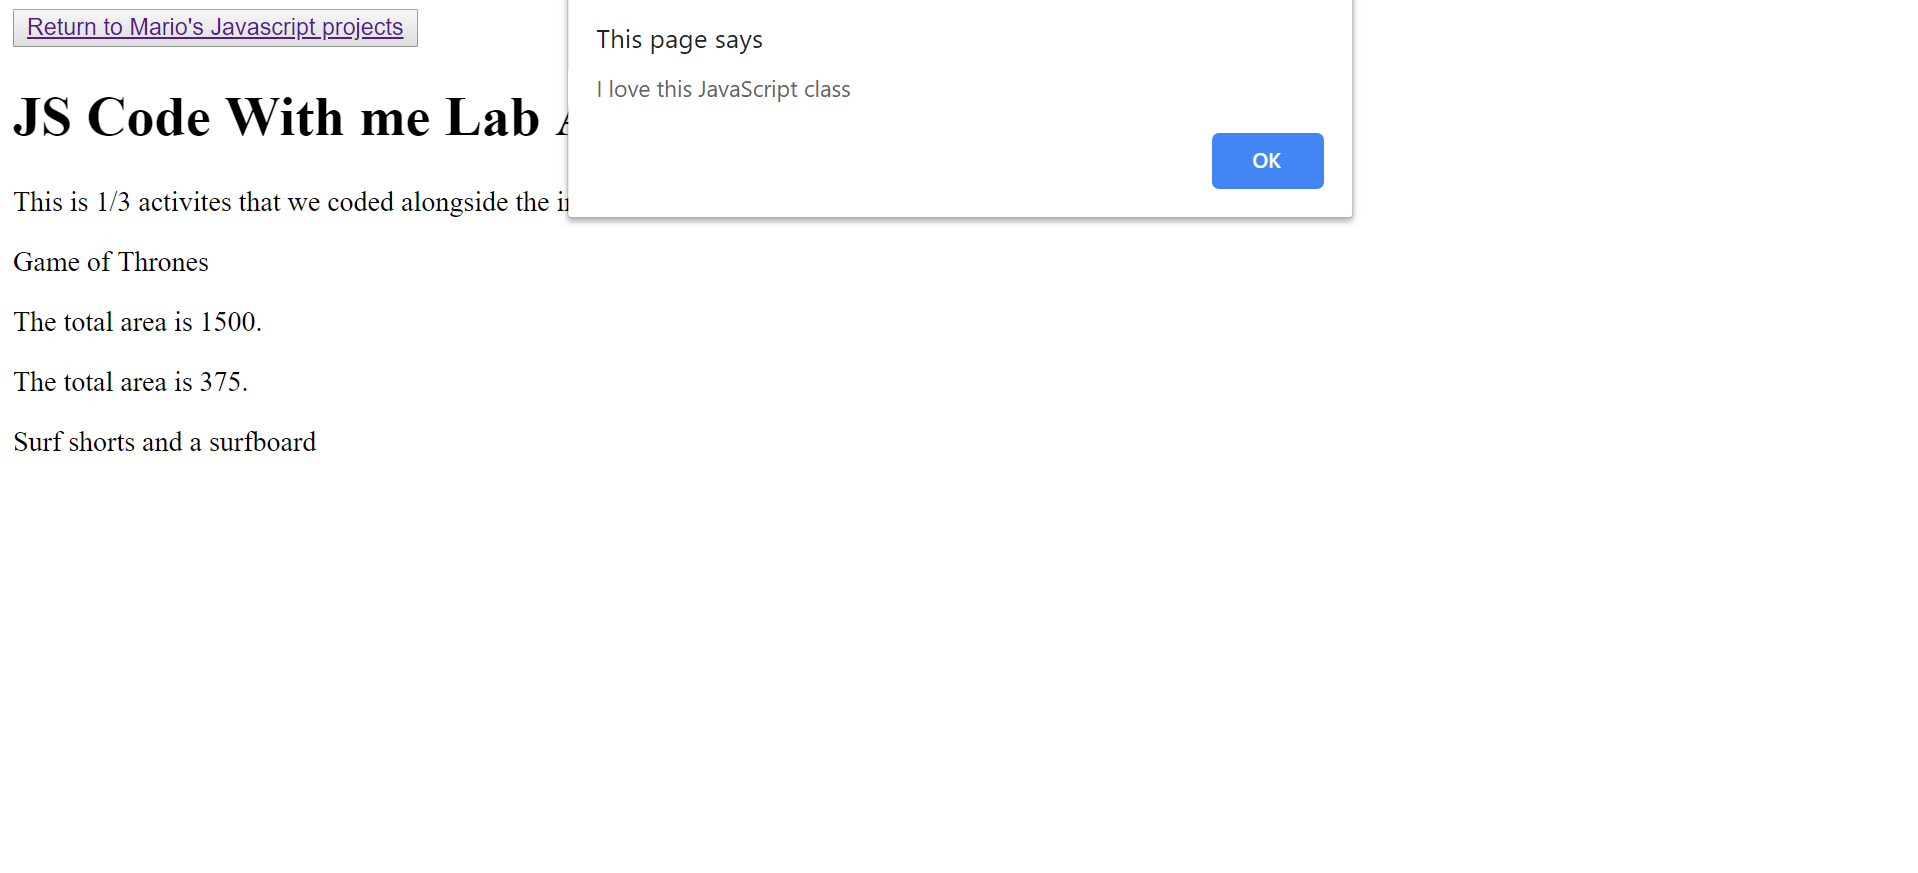 Return to Mario's Javascript projects
This page says
I love this JavaScript class
OK
JS Code With me Lab
This is 1/3 activites that we coded alongside the
Game of Thrones
The total area is 1500.
The total area is 375.
Surf shorts and a surfboard